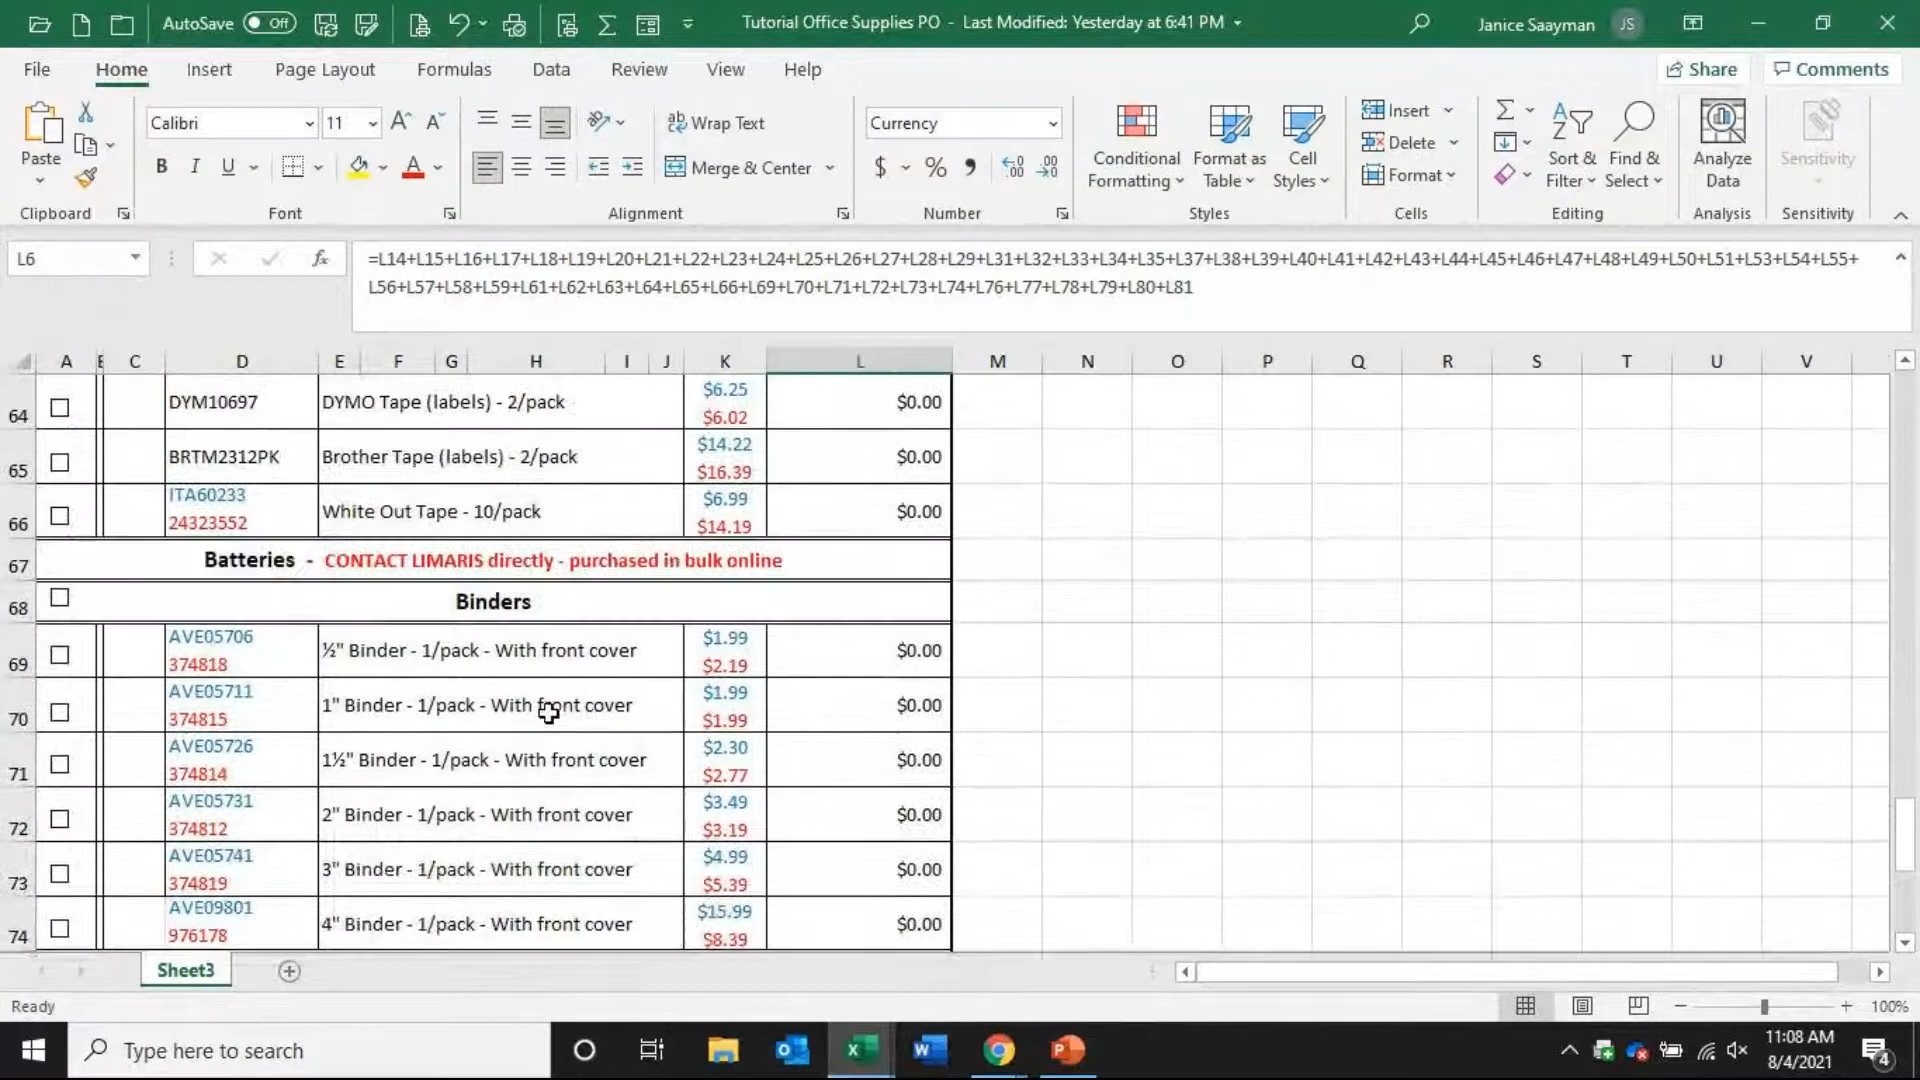 AutoSave Off
Tutorial Office Supplies PO - Last Modified: Yesterday at 6:41 PM
Janice Saayman JS
File Home Insert Page Layout Formulas Data Review View Help Share Comments
Paste
Clipboard
Calibri 11
B I U
Font
Wrap Text
Merge & Center
Alignment
Currency
$ % ,
Number
Conditional Formatting
Format as Table
Cell Styles
Styles
Insert
Delete
Format
Cells
Sort & Filter
Find & Select
Editing
Analyze Data
Analysis
Sensitivity
Sensitivity
L6
fx
=L14+L15+L16+L17+L18+L19+L20+L21+L22+L23+L24+L25+L26+L27+L28+L29+L31+L32+L33+L34+L35+L37+L38+L39+L40+L41+L42+L43+L44+L45+L46+L47+L48+L49+L50+L51+L53+L54+L55+
L56+L57+L58+L59+L61+L62+L63+L64+L65+L66+L69+L70+L71+L72+L73+L74+L76+L77+L78+L79+L80+L81
A C D E F G H I J K L M N O P Q R S T U V
64 DYM10697 DYMO Tape (labels) - 2/pack $6.25 $0.00
$6.02
65 BRTM2312PK Brother Tape (labels) - 2/pack $14.22 $0.00
$16.39
66 ITA60233 White Out Tape - 10/pack $6.99 $0.00
24323552 $14.19
67 Batteries - CONTACT LIMARIS directly - purchased in bulk online
68 Binders
69 AVE05706 ½" Binder - 1/pack - With front cover $1.99 $0.00
374818 $2.19
70 AVE05711 1" Binder - 1/pack - With front cover $1.99 $0.00
374815 $1.99
71 AVE05726 1½" Binder - 1/pack - With front cover $2.30 $0.00
374814 $2.77
72 AVE05731 2" Binder - 1/pack - With front cover $3.49 $0.00
374812 $3.19
73 AVE05741 3" Binder - 1/pack - With front cover $4.99 $0.00
374819 $5.39
74 AVE09801 4" Binder - 1/pack - With front cover $15.99 $0.00
976178 $8.39
Sheet3
Ready
100%
Type here to search
11:08 AM
8/4/2021
4